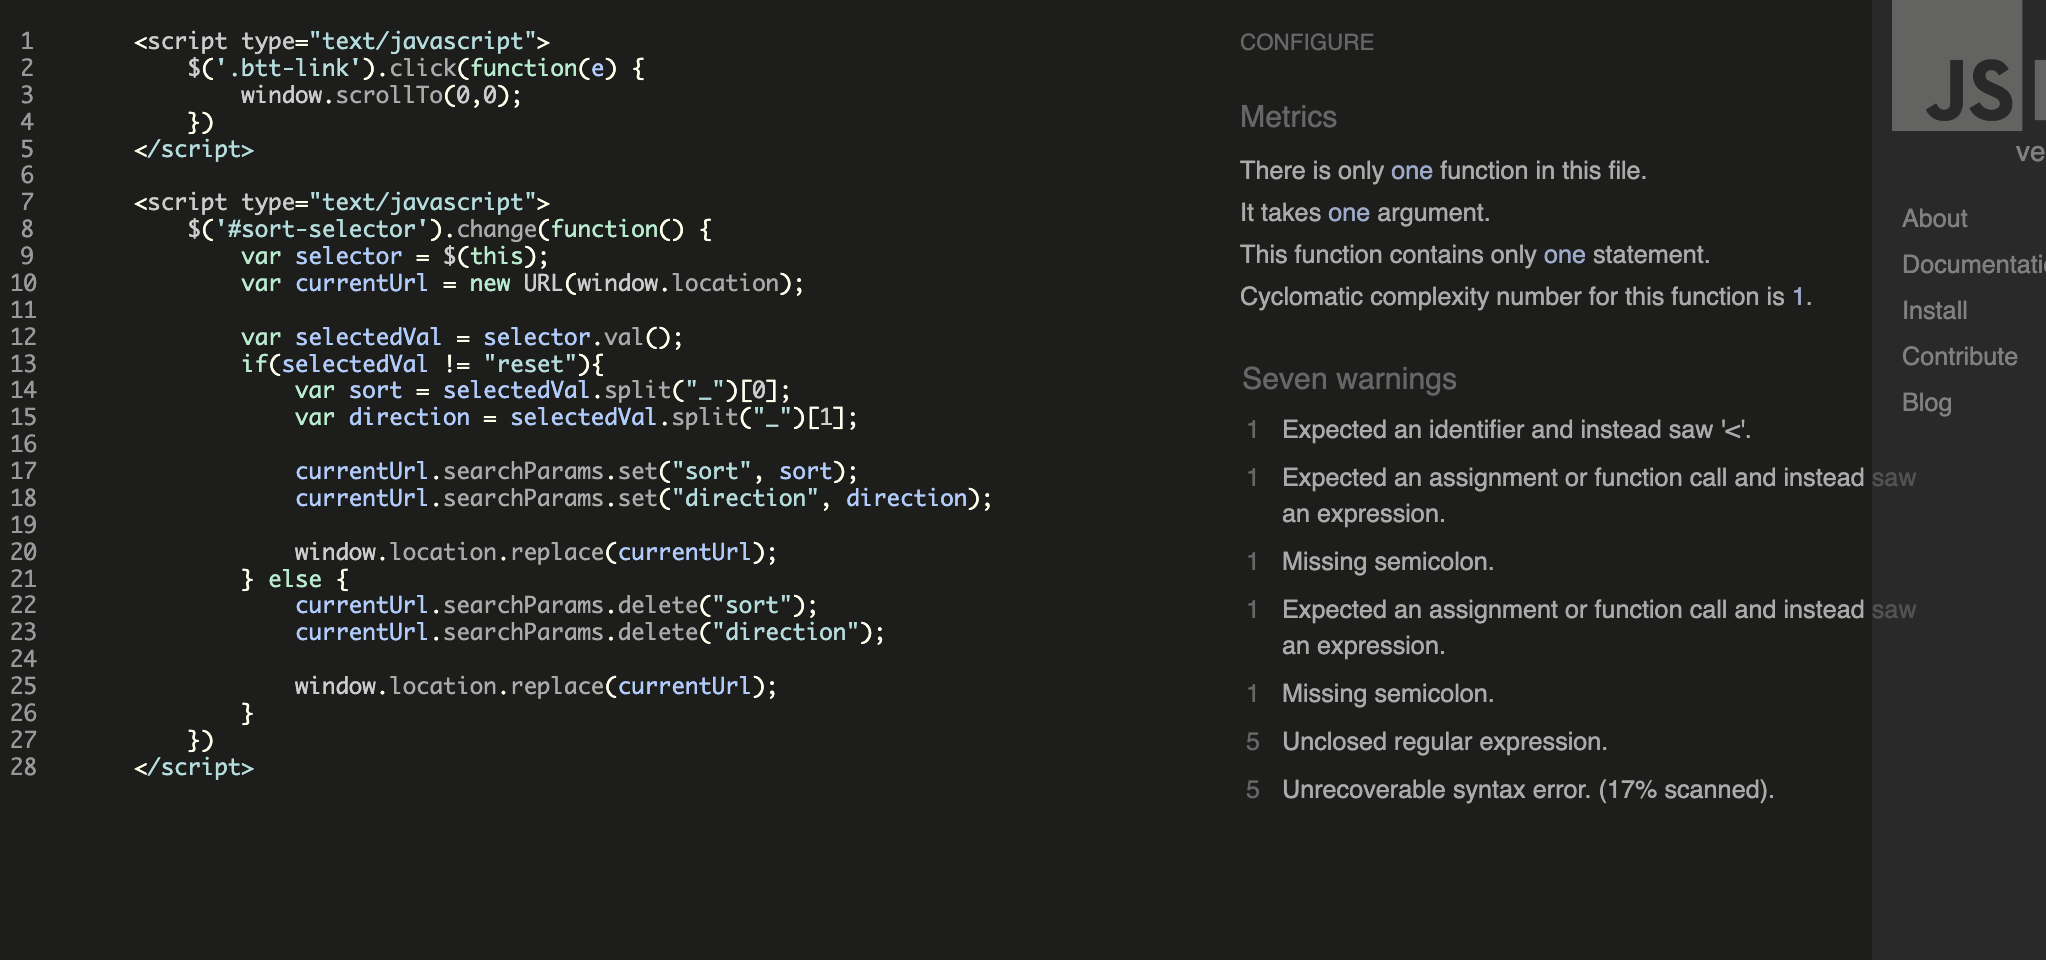 1 <script type="text/javascript">
2 $('.btt-link').click(function(e) {
3 window.scrollTo(0,0);
4 })
5 </script>
6
7 <script type="text/javascript">
8 $('#sort-selector').change(function() {
9 var selector = $(this);
10 var currentUrl = new URL(window.location);
11
12 var selectedVal = selector.val();
13 if(selectedVal != "reset"){
14 var sort = selectedVal.split("_")[0];
15 var direction = selectedVal.split("_")[1];
16
17 currentUrl.searchParams.set("sort", sort);
18 currentUrl.searchParams.set("direction", direction);
19
20 window.location.replace(currentUrl);
21 } else {
22 currentUrl.searchParams.delete("sort");
23 currentUrl.searchParams.delete("direction");
24
25 window.location.replace(currentUrl);
26 }
27 })
28 </script>
CONFIGURE
Metrics
There is only one function in this file.
It takes one argument.
This function contains only one statement.
Cyclomatic complexity number for this function is 1.
Seven warnings
1 Expected an identifier and instead saw '<'.
1 Expected an assignment or function call and instead saw
an expression.
1 Missing semicolon.
1 Expected an assignment or function call and instead saw
an expression.
1 Missing semicolon.
5 Unclosed regular expression.
5 Unrecoverable syntax error. (17% scanned).
JS
ve
About
Documentati
Install
Contribute
Blog